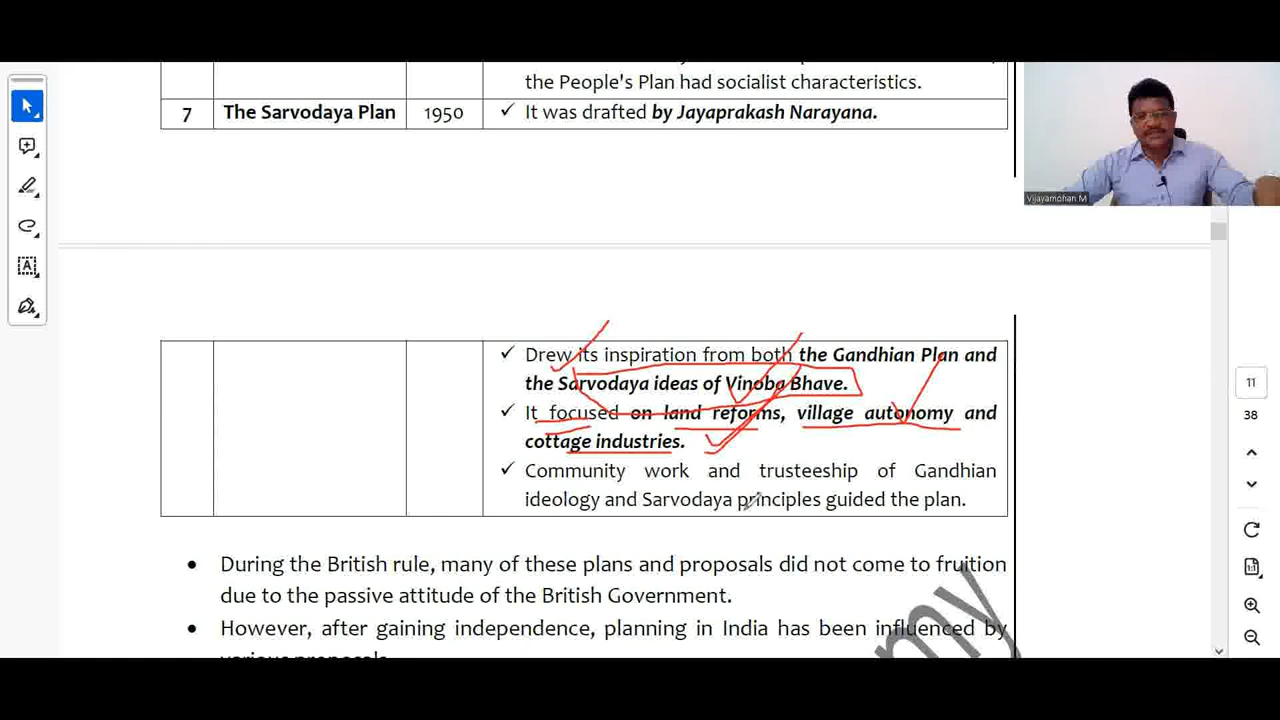 the People's Plan had socialist characteristics.
7 The Sarvodaya Plan 1950 ✓ It was drafted by Jayaprakash Narayana.
Vijayamohan M
✓ Drew its inspiration from both the Gandhian Plan and
the Sarvodaya ideas of Vinoba Bhave.
✓ It focused on land reforms, village autonomy and
cottage industries.
✓ Community work and trusteeship of Gandhian
ideology and Sarvodaya principles guided the plan.
• During the British rule, many of these plans and proposals did not come to fruition
due to the passive attitude of the British Government.
• However, after gaining independence, planning in India has been influenced by
various proposals
11
38